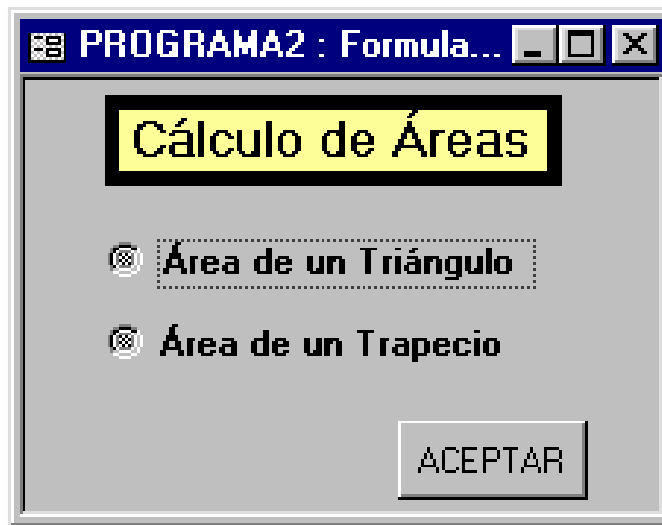 PROGRAMA2 : Formula...
Cálculo de Áreas
Área de un Triángulo
Área de un Trapecio
ACEPTAR